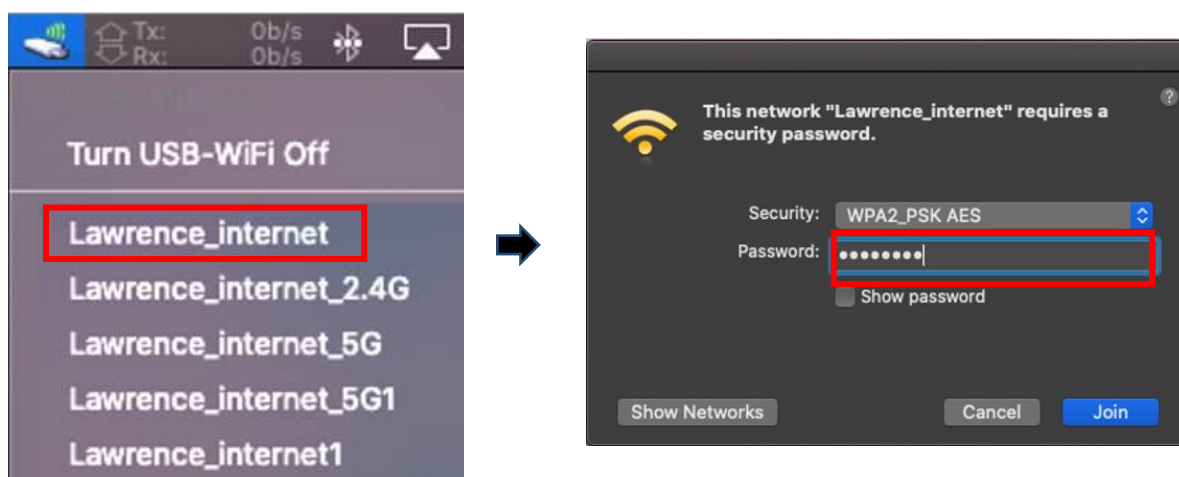 Tx: 0b/s
Rx: 0b/s
Turn USB-WiFi Off
Lawrence_internet
Lawrence_internet_2.4G
Lawrence_internet_5G
Lawrence_internet_5G1
Lawrence_internet1
?
This network "Lawrence_internet" requires a
security password.
Security: WPA2_PSK AES
Password: ••••••••
Show password
Show Networks Cancel Join